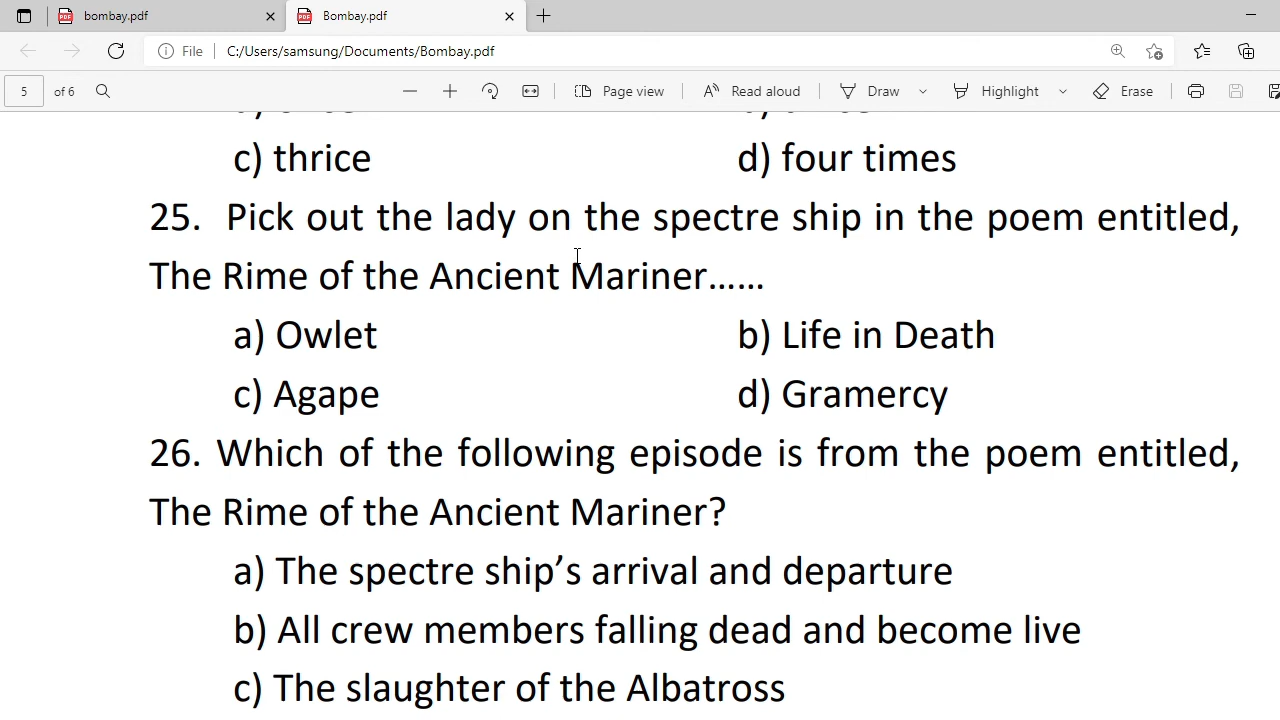 bombay.pdf
Bombay.pdf
File
C:/Users/samsung/Documents/Bombay.pdf
5 of 6
Page view
Read aloud
Draw
Highlight
Erase
c) thrice d) four times
25. Pick out the lady on the spectre ship in the poem entitled,
The Rime of the Ancient Mariner......
a) Owlet b) Life in Death
c) Agape d) Gramercy
26. Which of the following episode is from the poem entitled,
The Rime of the Ancient Mariner?
a) The spectre ship’s arrival and departure
b) All crew members falling dead and become live
c) The slaughter of the Albatross